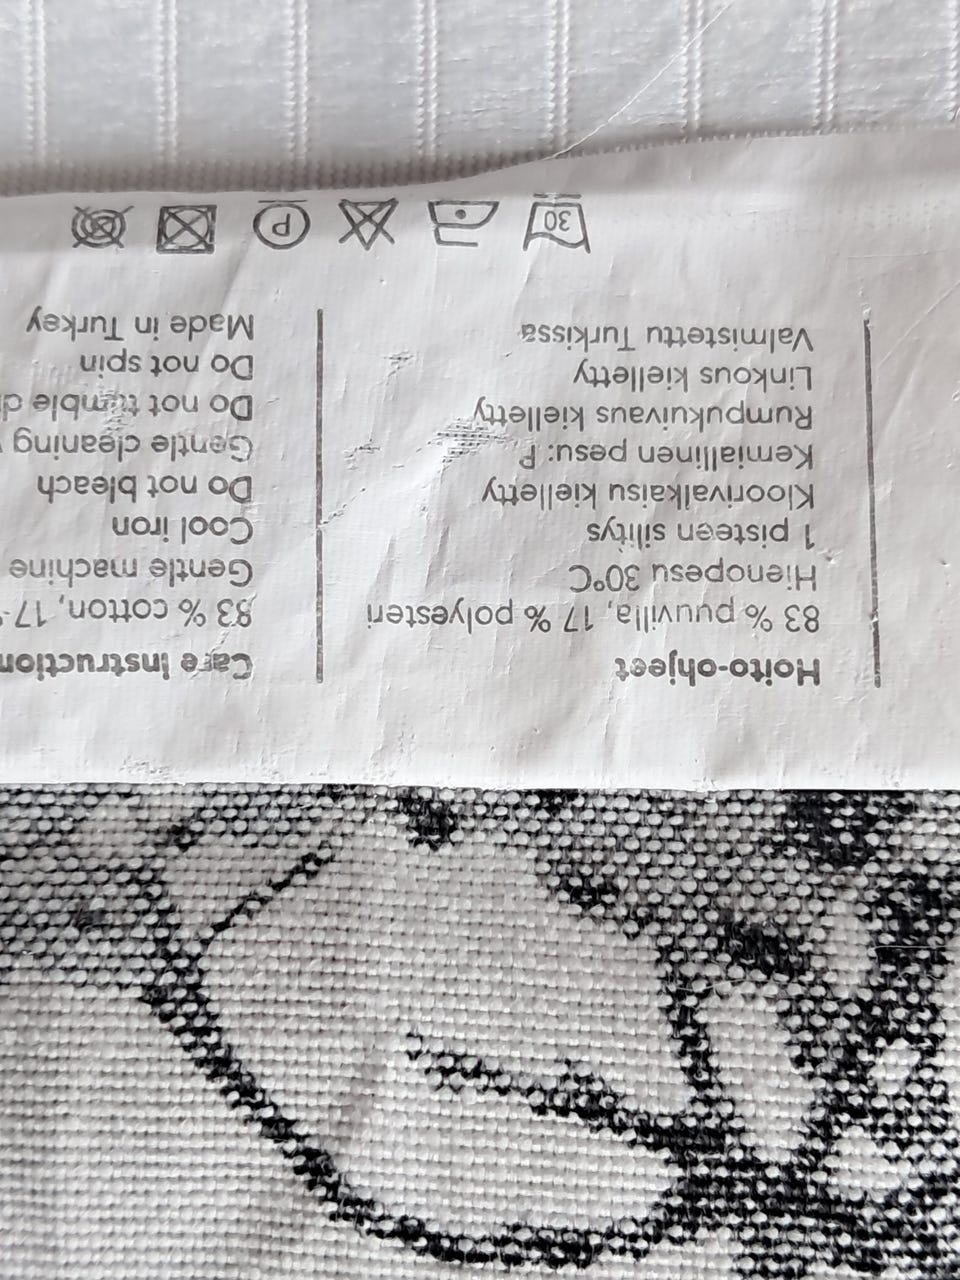 Hoito-ohjeet
83 % puuvilla, 17 % polyesteri
Hienopesu 30°C
1 pisteen silitys
Kloorivalkaisu kielletty
Kemiallinen pesu: P
Rumpukuivaus kielletty
Linkous kielletty
Valmistettu Turkissa
Care Instruction
83 % cotton, 17
Gentle machine
Cool iron
Do not bleach
Gentle cleaning
Do not tumble
Do not spin
Made in Turkey
30
P